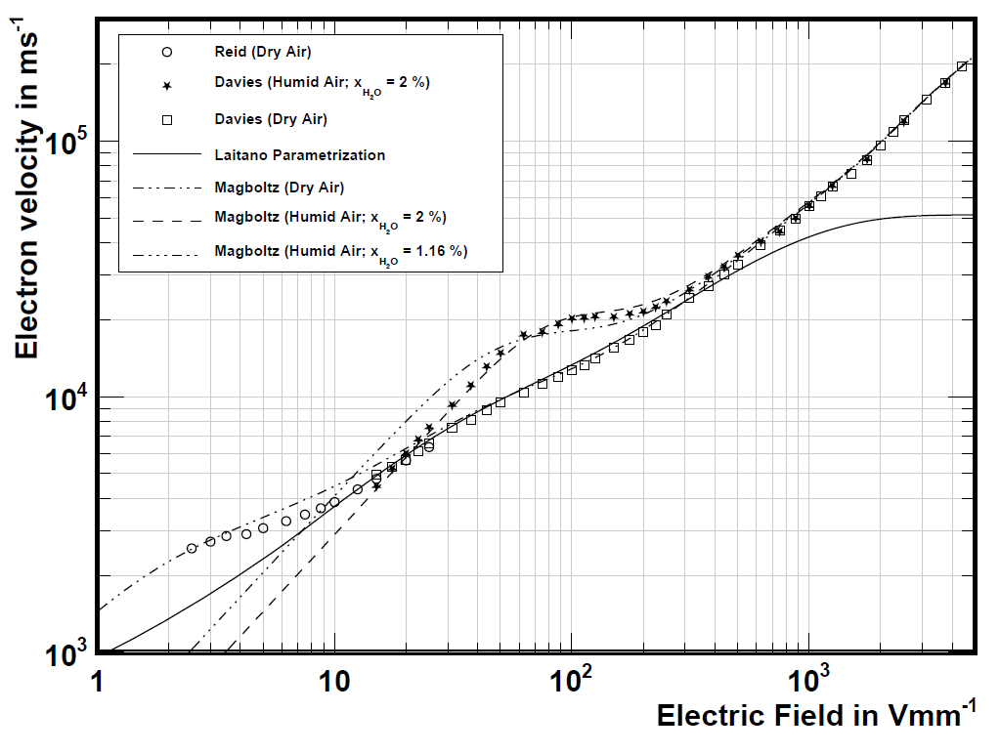 Electron velocity in ms-1
Reid (Dry Air)
Davies (Humid Air; xH2O = 2 %)
Davies (Dry Air)
Laitano Parametrization
Magboltz (Dry Air)
Magboltz (Humid Air; xH2O = 2 %)
Magboltz (Humid Air; xH2O = 1.16 %)
10^5
10^4
10^3
1 10 10^2 10^3
Electric Field in Vmm-1